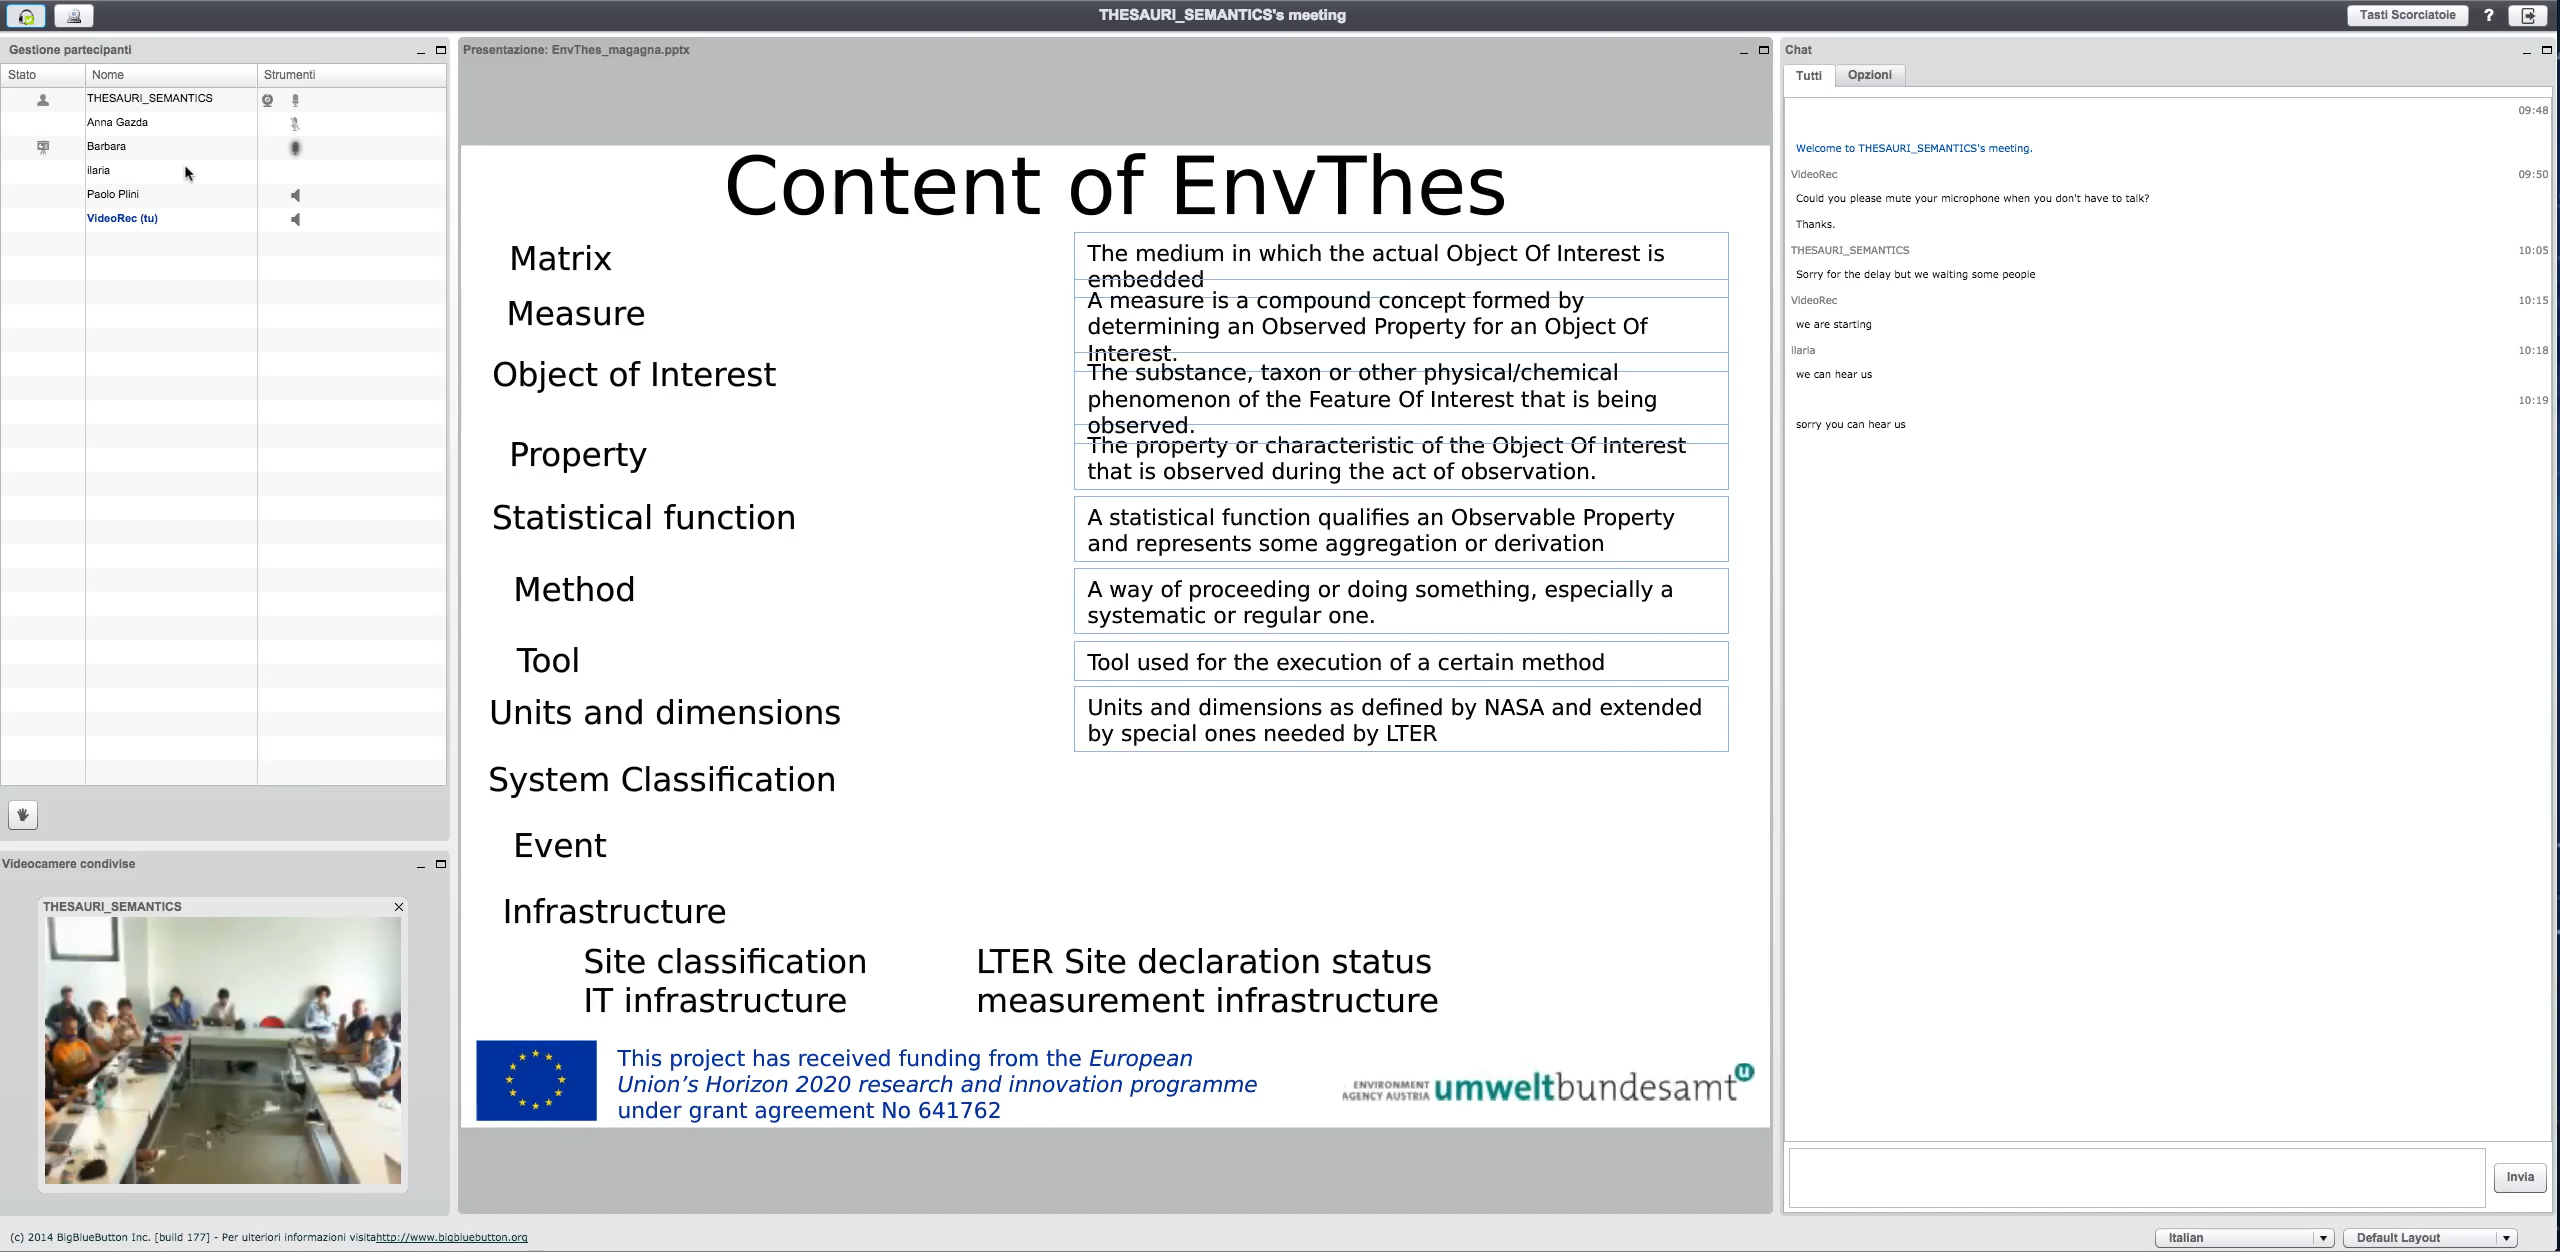 THESAURI_SEMANTICS's meeting
Tasti Scorciatoie
?
Gestione partecipanti
Stato Nome Strumenti
THESAURI_SEMANTICS
Anna Gazda
Barbara
ilaria
Paolo Plini
VideoRec (tu)
Videocamere condivise
THESAURI_SEMANTICS
Presentazione: EnvThes_magagna.pptx
Content of EnvThes
Matrix
The medium in which the actual Object Of Interest is
embedded
Measure
A measure is a compound concept formed by
determining an Observed Property for an Object Of
Interest.
Object of Interest
The substance, taxon or other physical/chemical
phenomenon of the Feature Of Interest that is being
observed.
Property
The property or characteristic of the Object Of Interest
that is observed during the act of observation.
Statistical function
A statistical function qualifies an Observable Property
and represents some aggregation or derivation
Method
A way of proceeding or doing something, especially a
systematic or regular one.
Tool
Tool used for the execution of a certain method
Units and dimensions
Units and dimensions as defined by NASA and extended
by special ones needed by LTER
System Classification
Event
Infrastructure
Site classification LTER Site declaration status
IT infrastructure measurement infrastructure
This project has received funding from the European
Union’s Horizon 2020 research and innovation programme
under grant agreement No 641762
ENVIRONMENT
AGENCY AUSTRIA umweltbundesamt u
Chat
Tutti Opzioni
09:48
Welcome to THESAURI_SEMANTICS's meeting.
VideoRec 09:50
Could you please mute your microphone when you don't have to talk?
Thanks.
THESAURI_SEMANTICS 10:05
Sorry for the delay but we waiting some people
VideoRec 10:15
we are starting
ilaria 10:18
we can hear us
10:19
sorry you can hear us
Invia
(c) 2014 BigBlueButton Inc. [build 177] - Per ulteriori informazioni visitahttp://www.bigbluebutton.org
Italian Default Layout